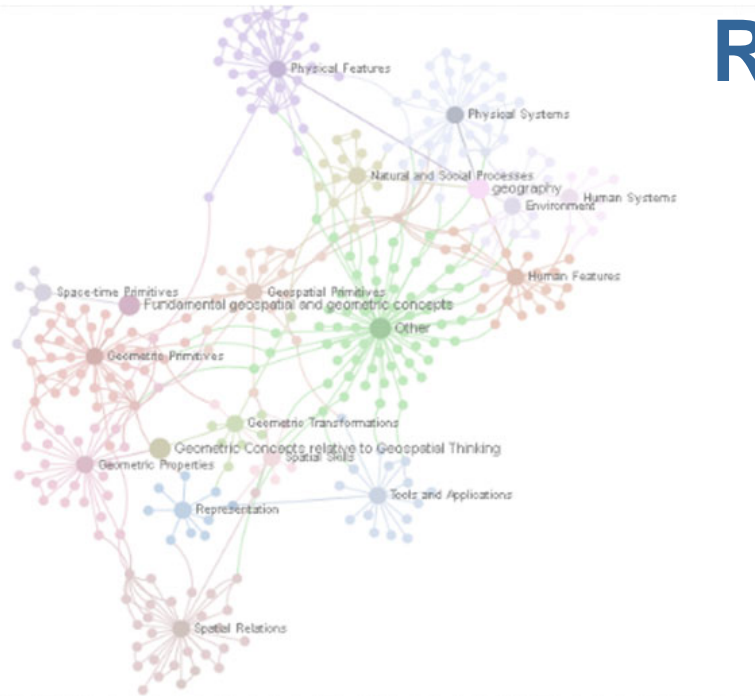 R
Physical Features
Physical Systems
Natural and Social Processes
geography
Human Systems
Environment
Human Features
Space-time Primitives
Geospatial Primitives
Fundamental geospatial and geometric concepts
Other
Geometric Primitives
Geometric Transformations
Geometric Concepts relative to Geospatial Thinking
Spatial Skills
Geometric Properties
Tools and Applications
Representation
Spatial Relations